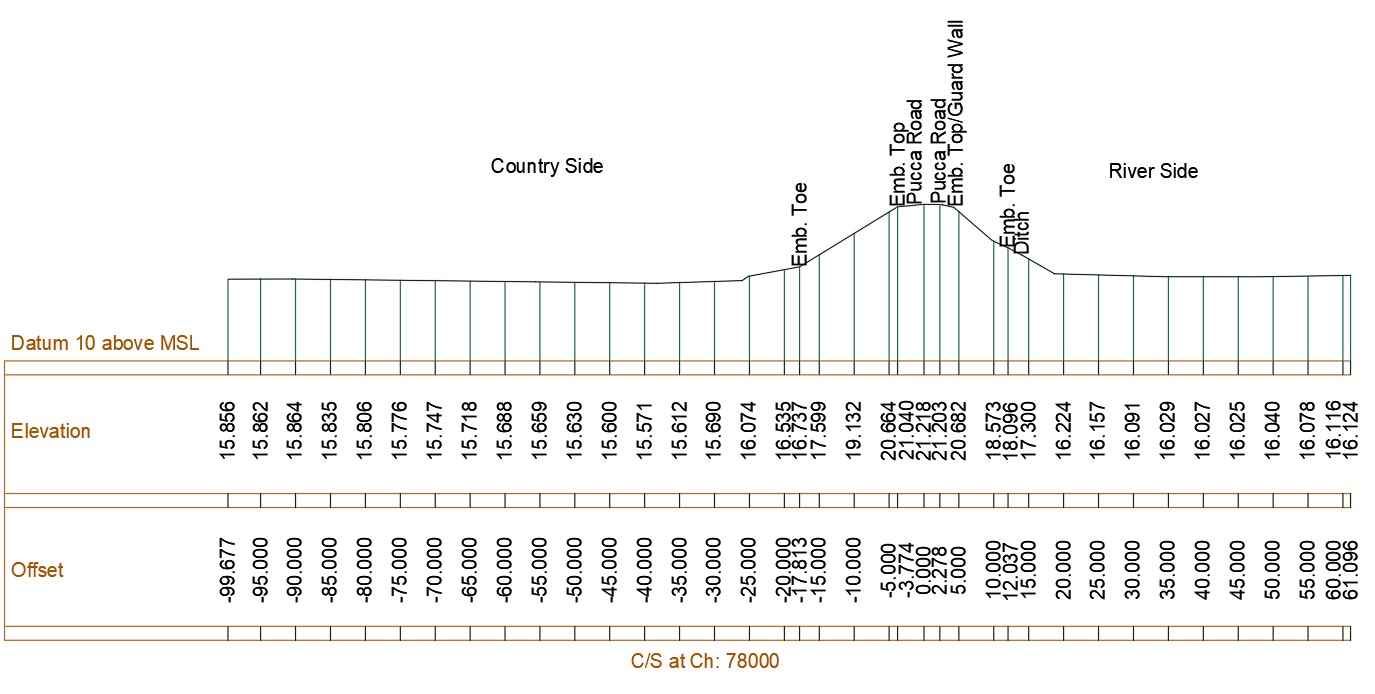 Emb. Toe
Emb. Top
Pucca Road
Pucca Road
Emb. Top/Guard Wall
Emb. Toe
Ditch
Country Side
River Side
Datum 10 above MSL
Elevation 15.856 15.862 15.864 15.835 15.806 15.776 15.747 15.718 15.688 15.659 15.630 15.600 15.571 15.612 15.690 16.074 16.535 16.737 17.599 19.132 20.664 21.040 21.218 21.203 20.682 18.573 18.096 17.300 16.224 16.157 16.091 16.029 16.027 16.025 16.040 16.078 16.116 16.124
Offset -99.677 -95.000 -90.000 -85.000 -80.000 -75.000 -70.000 -65.000 -60.000 -55.000 -50.000 -45.000 -40.000 -35.000 -30.000 -25.000 -20.000 -17.813 -15.000 -10.000 -5.000 -3.774 0.000 2.278 5.000 10.000 12.037 15.000 20.000 25.000 30.000 35.000 40.000 45.000 50.000 55.000 60.000 61.096
C/S at Ch: 78000